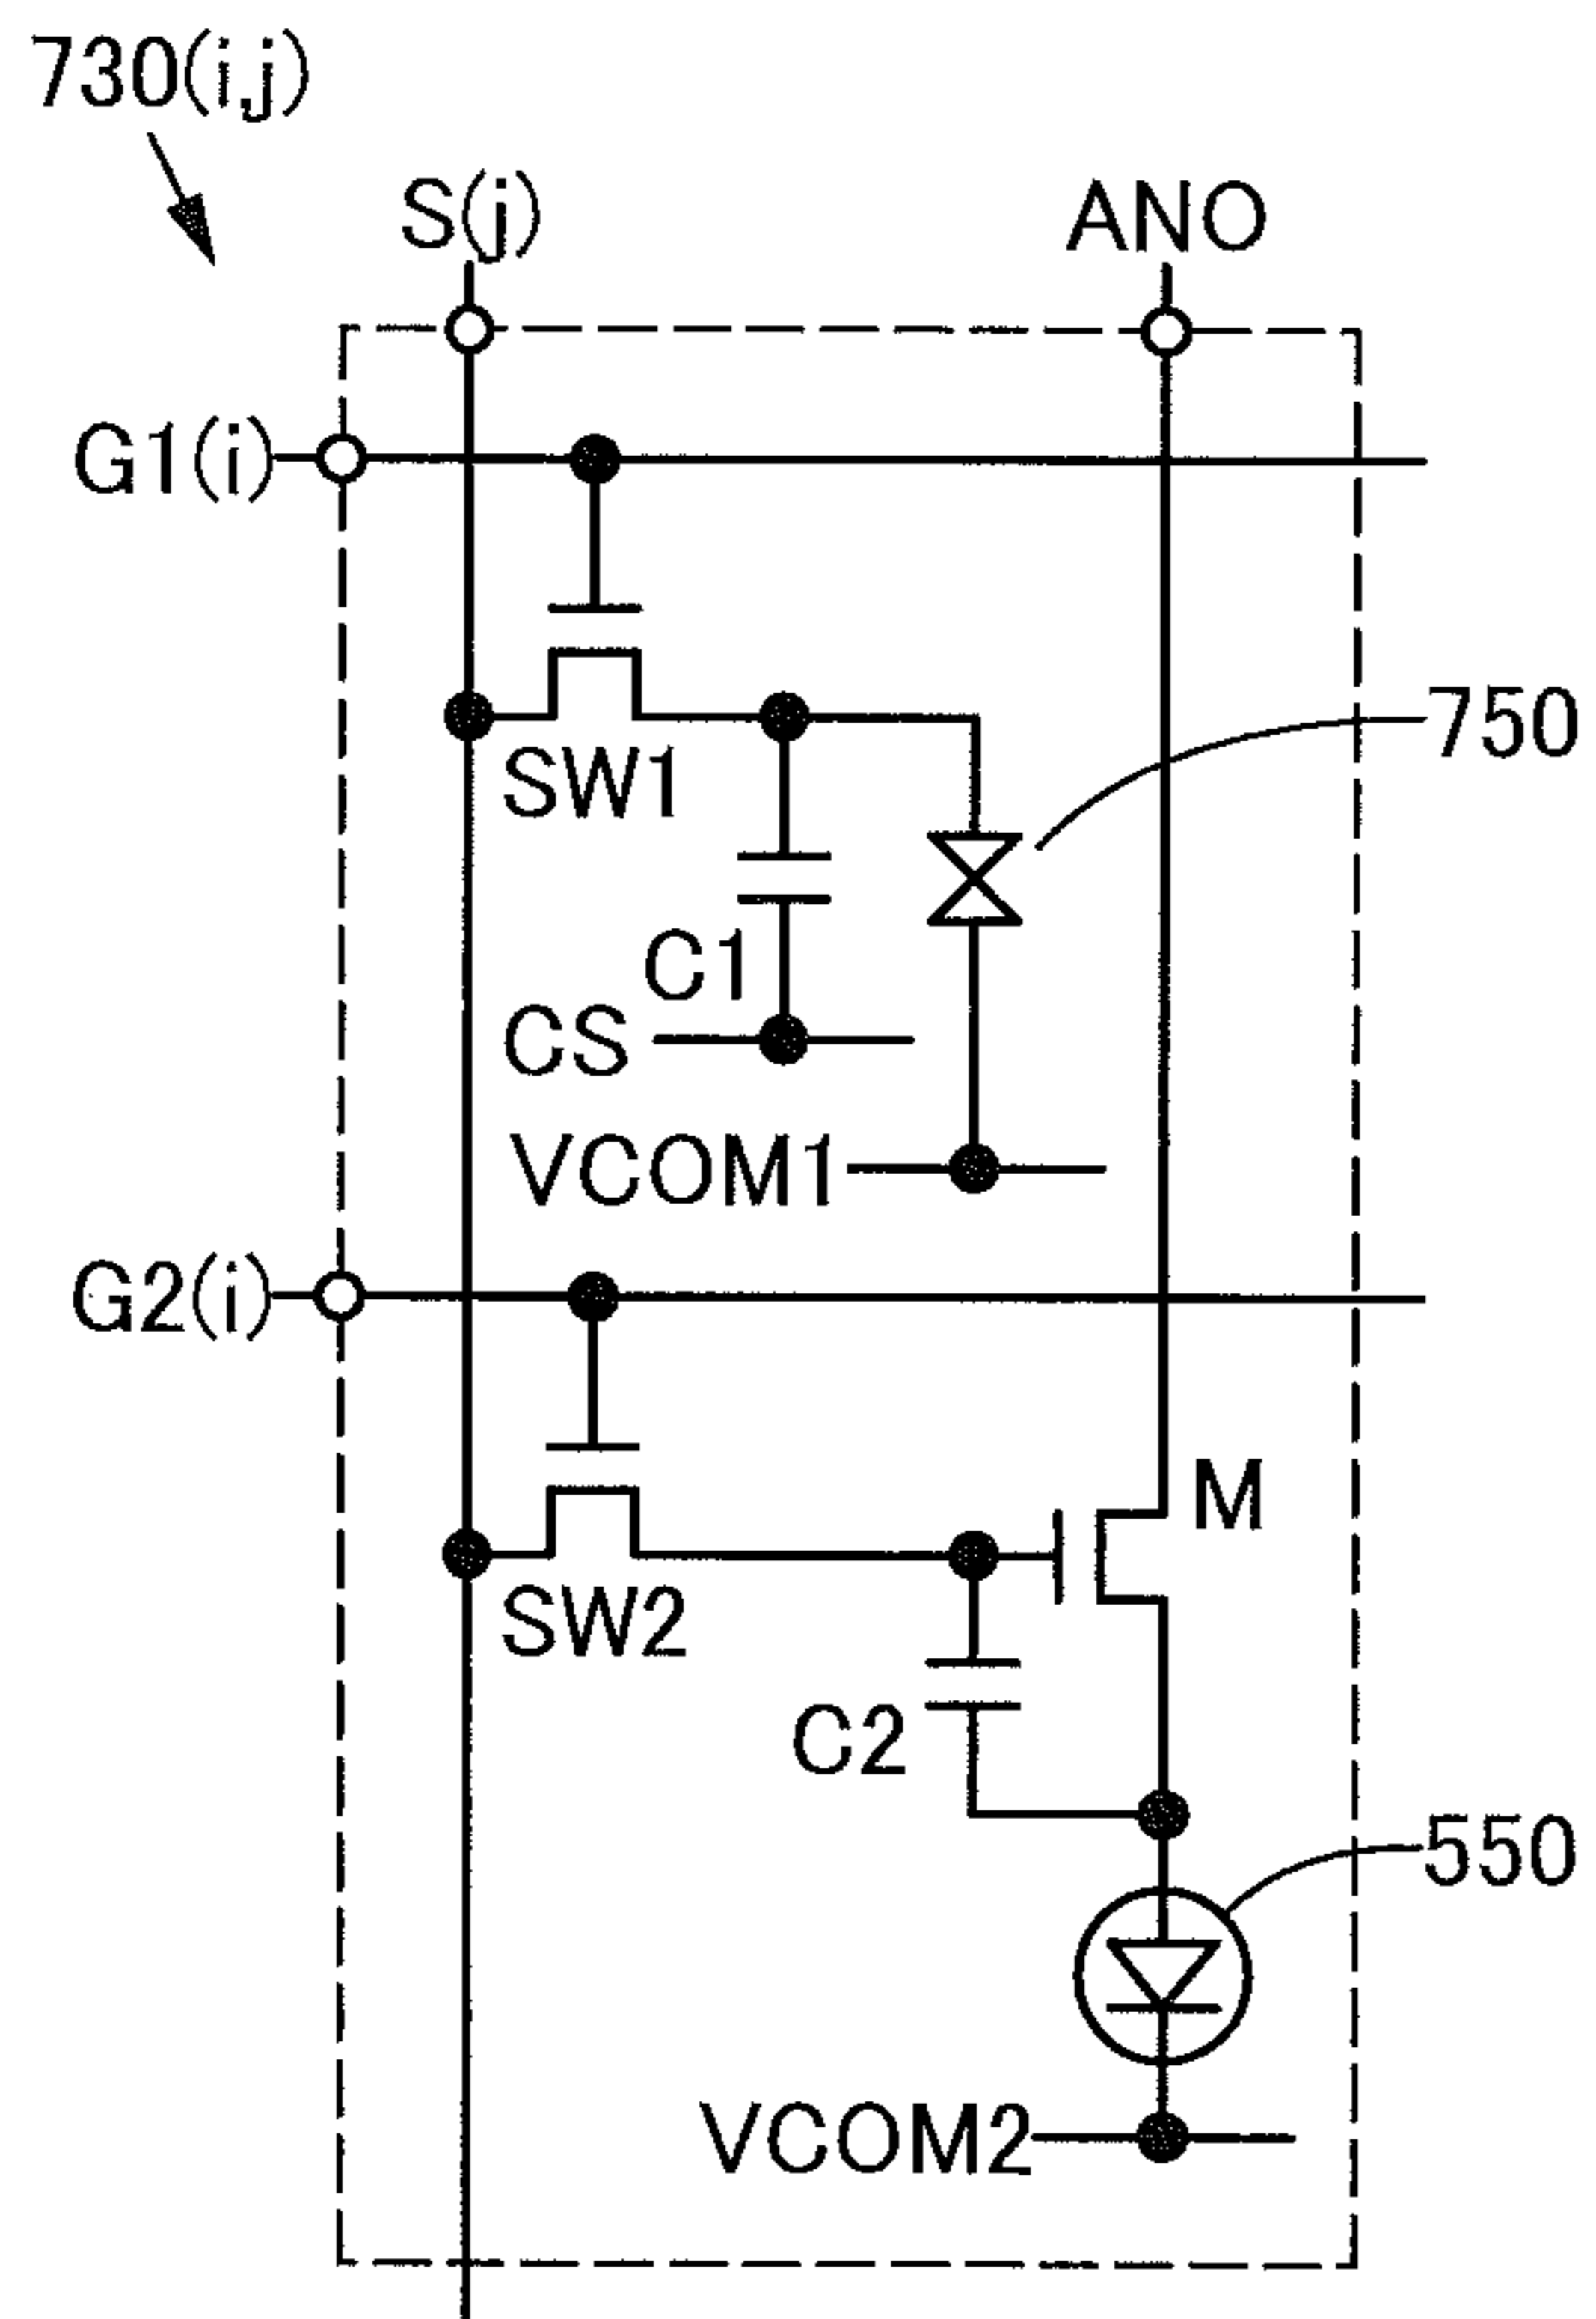 730(i,j)
S(j)
ANO
G1(i)
750
SW1
C1
CS
VCOM1
G2(i)
M
SW2
C2
550
VCOM2